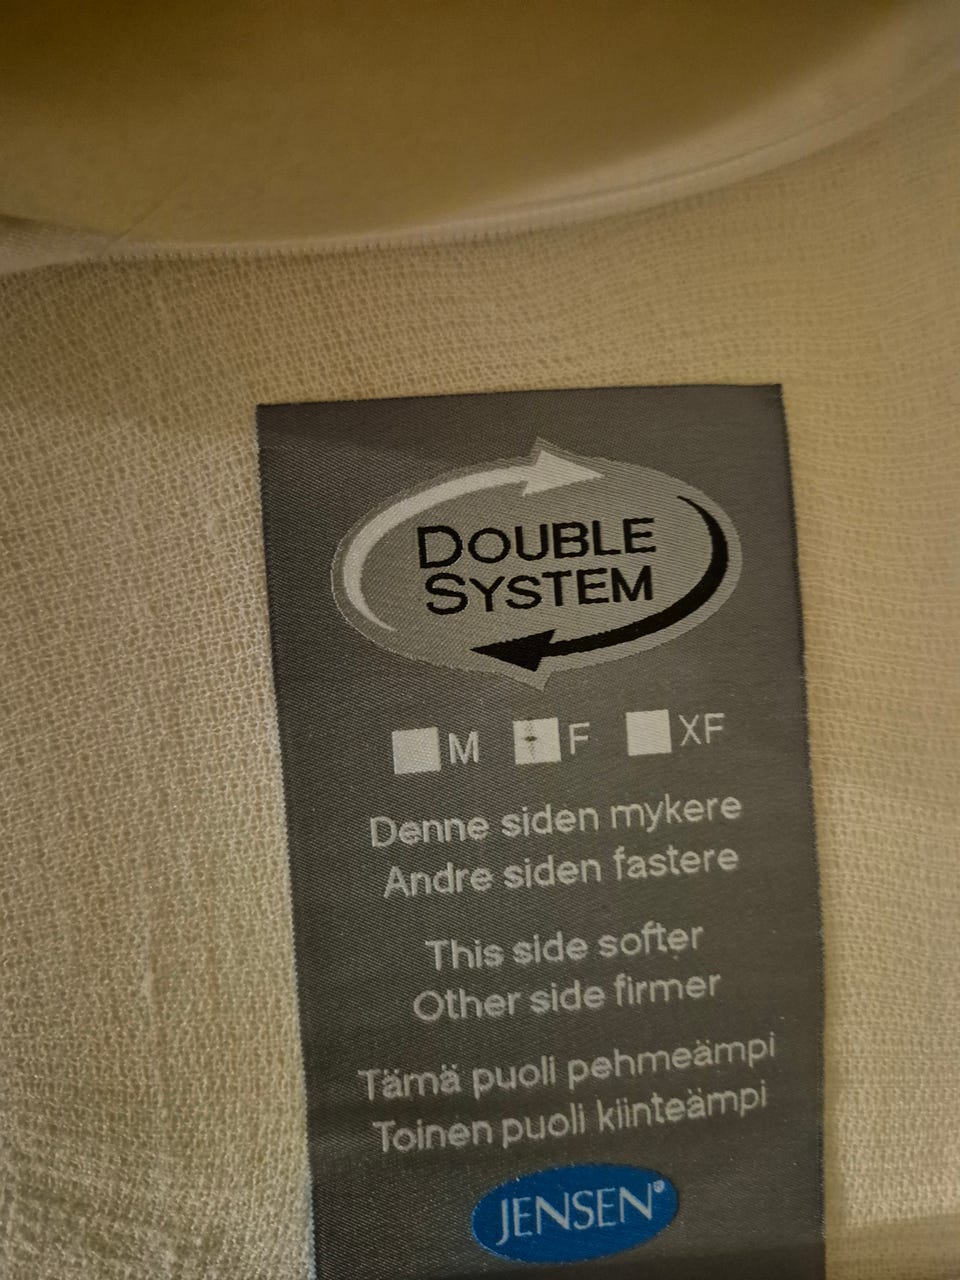 DOUBLE
SYSTEM
M F XF
Denne siden mykere
Andre siden fastere
This side softer
Other side firmer
Tämä puoli pehmeämpi
Toinen puoli kiinteämpi
JENSEN®